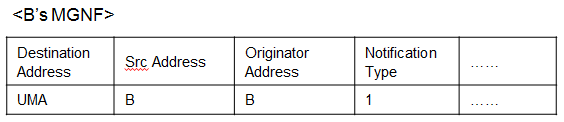 <B's MGNF>
Destination Address Src Address Originator Address Notification Type ……
UMA B B 1 ……